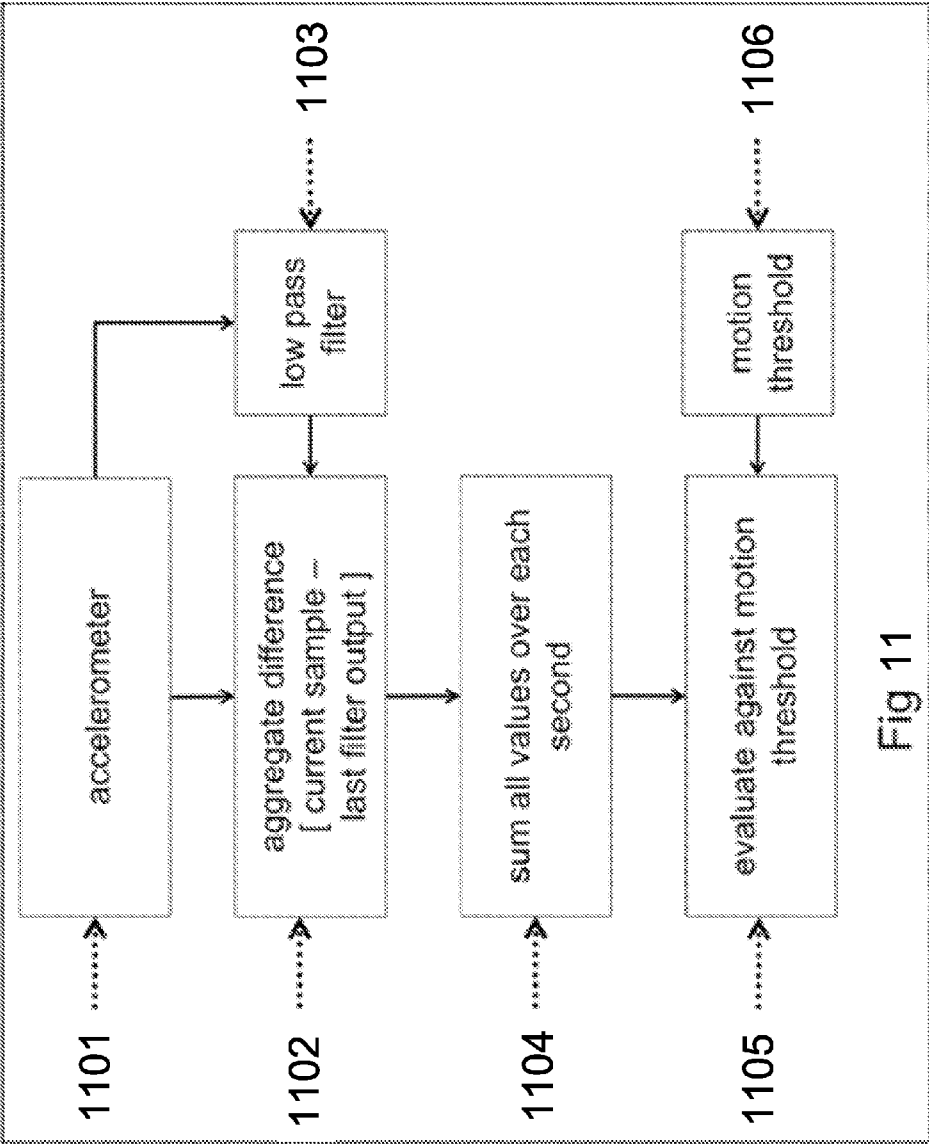 1101
accelerometer
1102
aggregate difference
[ current sample –
last filter output ]
low pass
filter
1103
1104
sum all values over each
second
1105
evaluate against motion
threshold
motion
threshold
1106
Fig 11